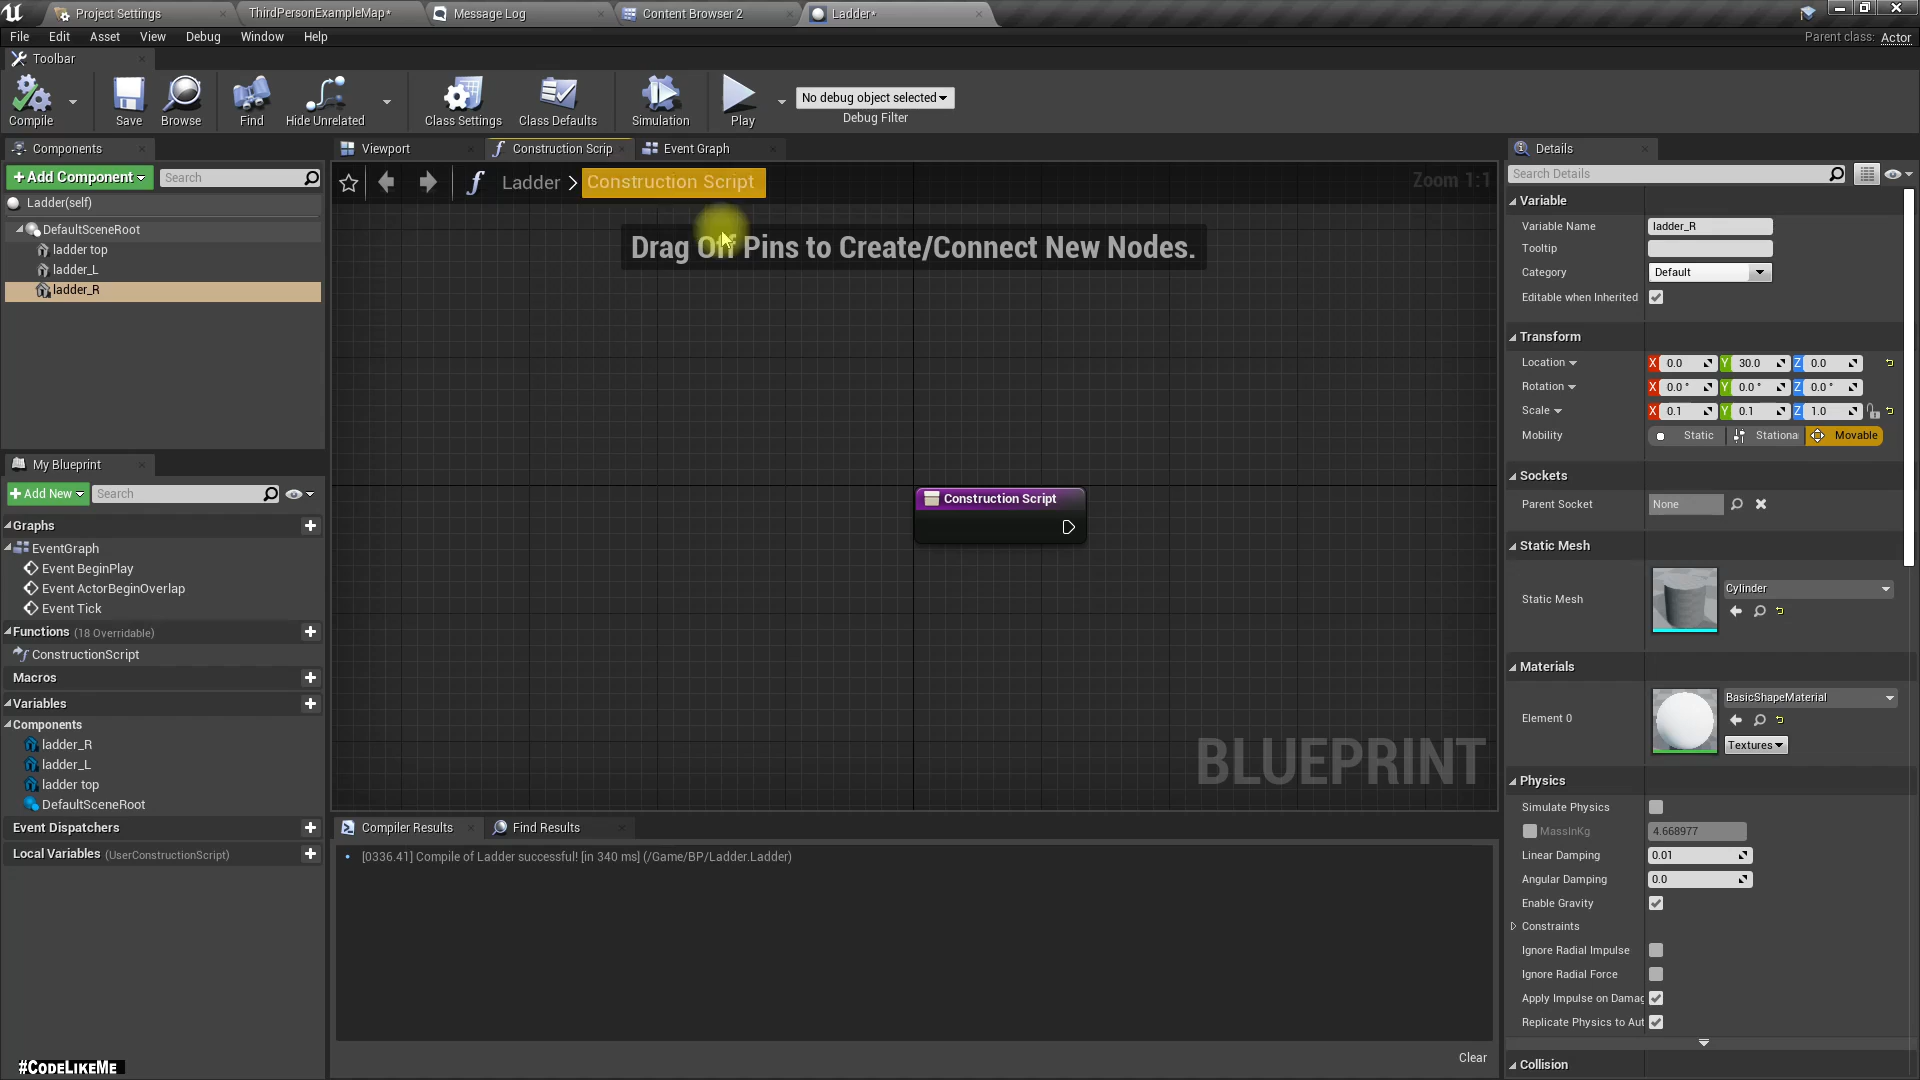 Project Settings
ThirdPersonExampleMap*
Message Log
Content Browser 2
Ladder*
File Edit Asset View Debug Window Help
Parent class: Actor
Toolbar
Compile
Save
Browse
Find
Hide Unrelated
Class Settings
Class Defaults
Simulation
Play
No debug object selected
Debug Filter
Components
+Add Component
Search
Ladder(self)
DefaultSceneRoot
ladder top
ladder_L
ladder_R
My Blueprint
+Add New
Search
Graphs
EventGraph
Event BeginPlay
Event ActorBeginOverlap
Event Tick
Functions (18 Overridable)
ConstructionScript
Macros
Variables
Components
ladder_R
ladder_L
ladder top
DefaultSceneRoot
Event Dispatchers
Local Variables (UserConstructionScript)
#CODELIKEME
Viewport
Construction Scrip
Event Graph
Ladder > Construction Script
Zoom 1:1
Drag Off Pins to Create/Connect New Nodes.
Construction Script
BLUEPRINT
Compiler Results
Find Results
[0336.41] Compile of Ladder successful! [in 340 ms] (/Game/BP/Ladder.Ladder)
Clear
Details
Search Details
Variable
Variable Name ladder_R
Tooltip
Category Default
Editable when Inherited
Transform
Location X 0.0 Y 30.0 Z 0.0
Rotation X 0.0° Y 0.0° Z 0.0°
Scale X 0.1 Y 0.1 Z 1.0
Mobility Static Stationa Movable
Sockets
Parent Socket None
Static Mesh
Static Mesh Cylinder
Materials
Element 0 BasicShapeMaterial
Textures
Physics
Simulate Physics
MassInKg 4.668977
Linear Damping 0.01
Angular Damping 0.0
Enable Gravity
Constraints
Ignore Radial Impulse
Ignore Radial Force
Apply Impulse on Damag
Replicate Physics to Aut
Collision